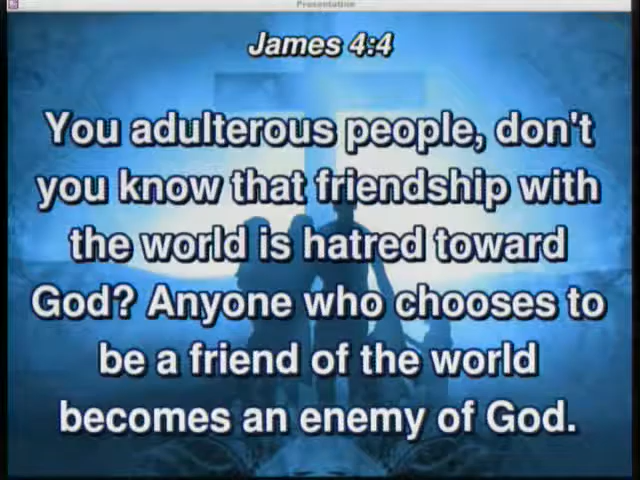 Presentation
James 4:4
You adulterous people, don't
you know that friendship with
the world is hatred toward
God? Anyone who chooses to
be a friend of the world
becomes an enemy of God.